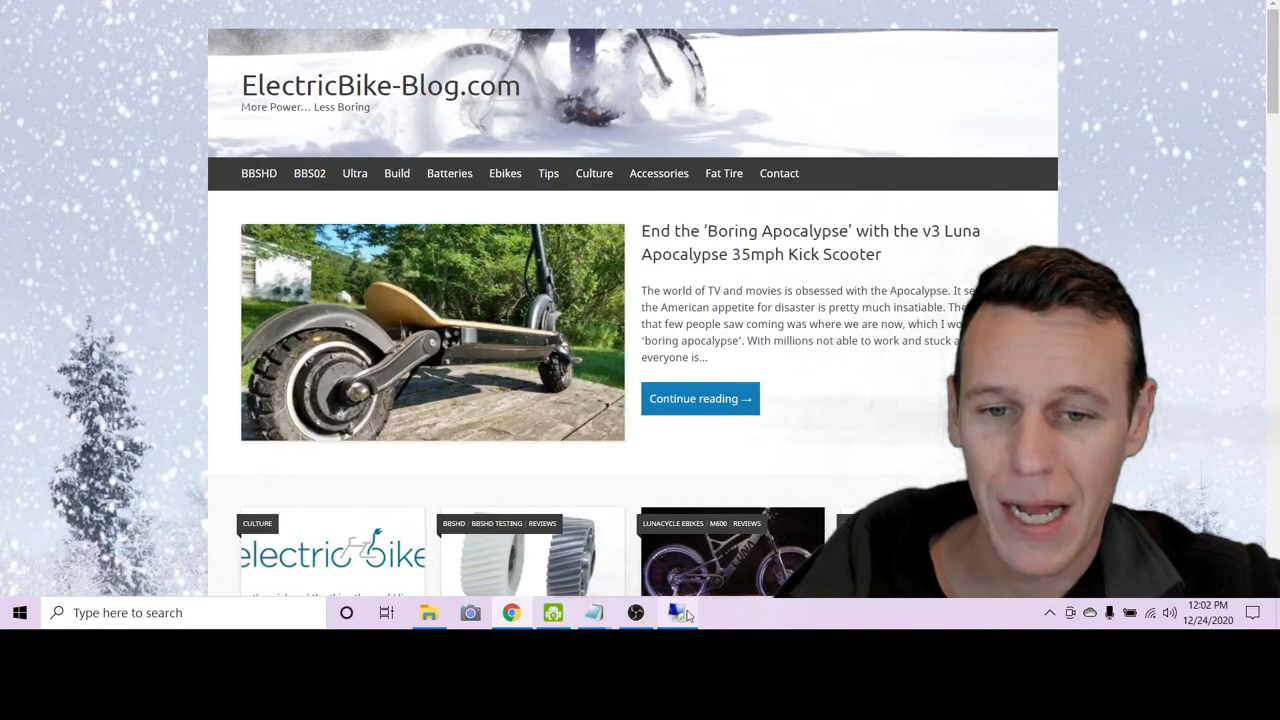 ElectricBike-Blog.com
More Power... Less Boring
BBSHD BBS02 Ultra Build Batteries Ebikes Tips Culture Accessories Fat Tire Contact
End the ‘Boring Apocalypse’ with the v3 Luna
Apocalypse 35mph Kick Scooter
The world of TV and movies is obsessed with the Apocalypse. It
the American appetite for disaster is pretty much insatiable.
that few people saw coming was where we are now, which I
‘boring apocalypse’. With millions not able to work and stuck
everyone is...
Continue reading →
CULTURE
BBSHD / BBSHD TESTING / REVIEWS
LUNACYCLE EBIKES / M600 / REVIEWS
electric bike
LUNA
Type here to search
12:02 PM
12/24/2020